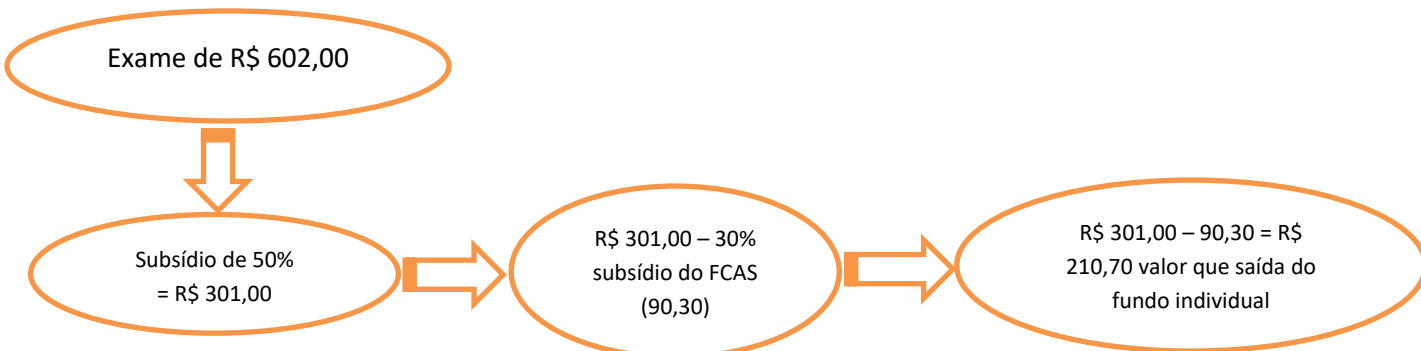 Exame de R$ 602,00
Subsídio de 50%
= R$ 301,00
R$ 301,00 – 30%
subsídio do FCAS
(90,30)
R$ 301,00 – 90,30 = R$
210,70 valor que saída do
fundo individual